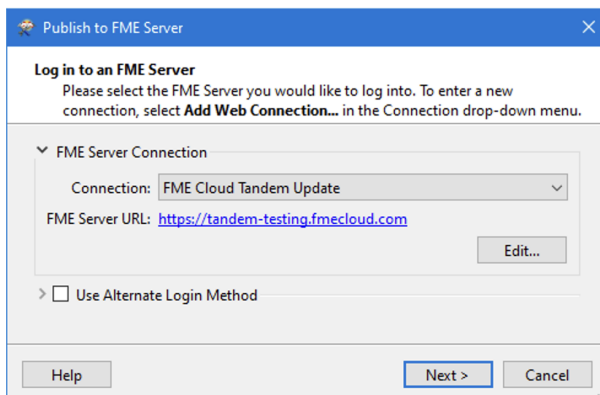 Publish to FME Server
Log in to an FME Server
Please select the FME Server you would like to log into. To enter a new
connection, select Add Web Connection... in the Connection drop-down menu.
FME Server Connection
Connection: FME Cloud Tandem Update
FME Server URL: https://tandem-testing.fmecloud.com
Edit...
Use Alternate Login Method
Help Next > Cancel